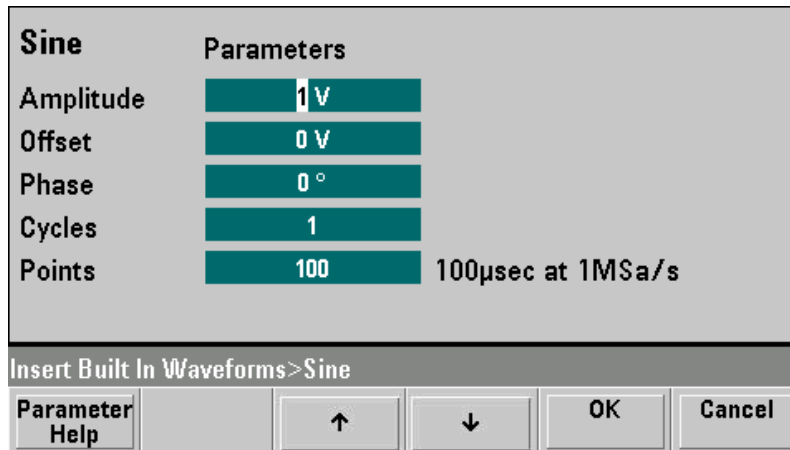 Sine Parameters
Amplitude 1 V
Offset 0 V
Phase 0 °
Cycles 1
Points 100 100µsec at 1MSa/s
Insert Built In Waveforms>Sine
Parameter Help ↑ ↓ OK Cancel